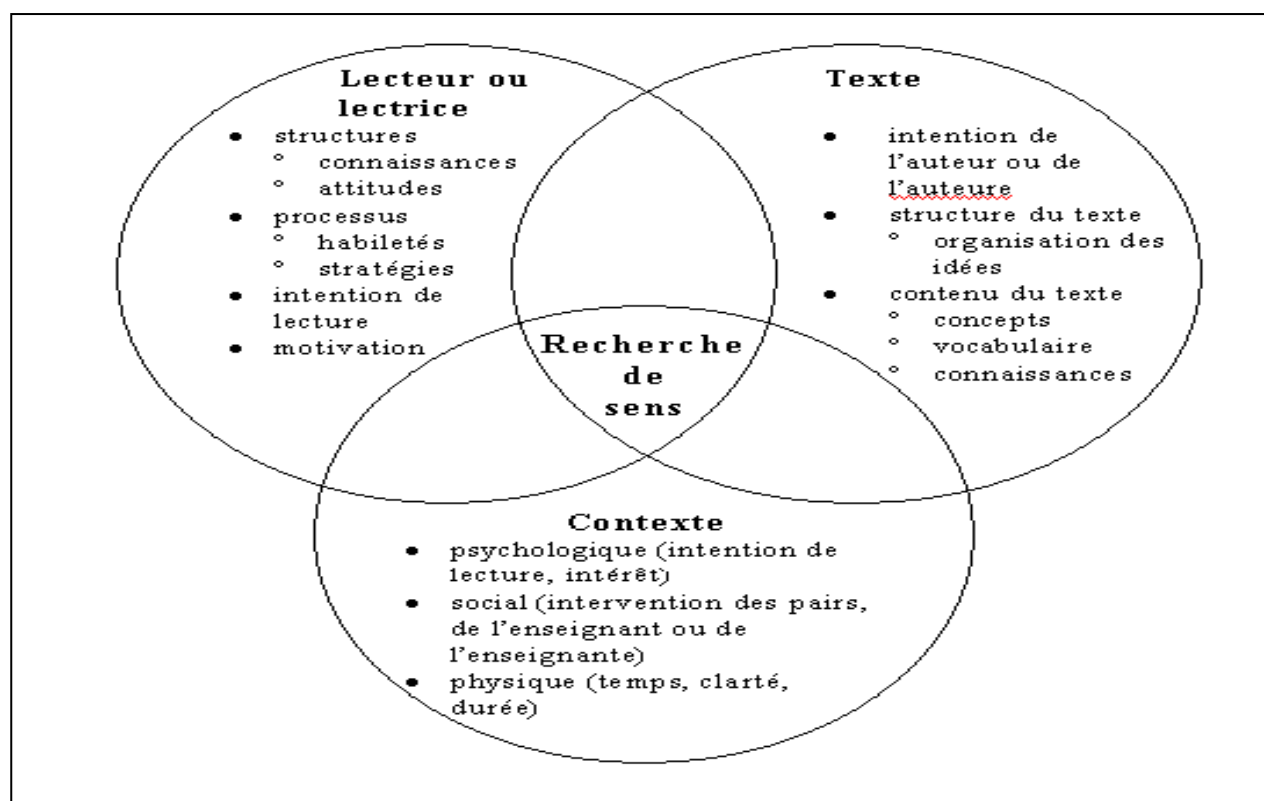 Lecteur ou
lectrice
• structures
° connaissances
° attitudes
• processus
° habiletés
° stratégies
• intention de
lecture
• motivation
Texte
• intention de
l'auteur ou de
l'auteure
• structure du texte
° organisation des
idées
• contenu du texte
° concepts
° vocabulaire
° connaissances
Recherche
de
sens
Contexte
• psychologique (intention de
lecture, intérêt)
• social (intervention des pairs,
de l'enseignant ou de
l'enseignante)
• physique (temps, clarté,
durée)